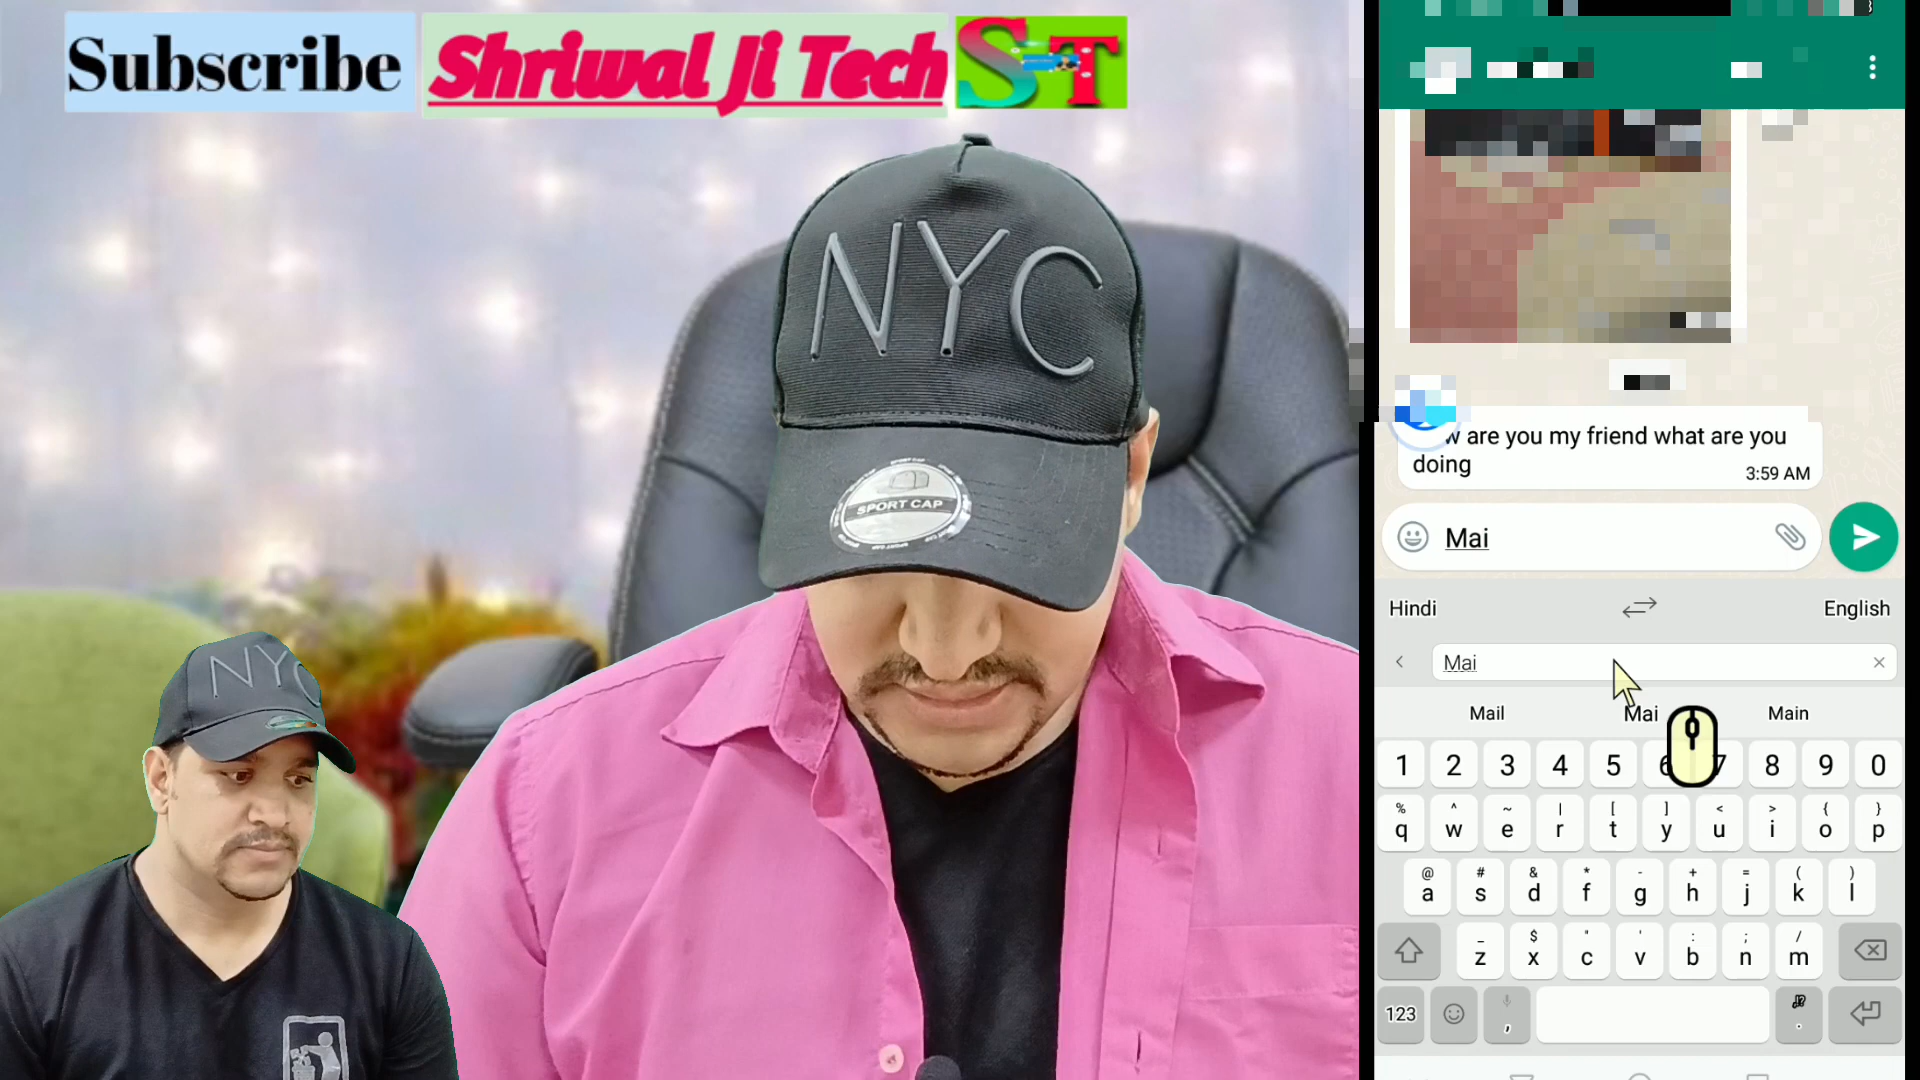 Subscribe
Shriwal Ji Tech
S T
NYC
SPORT CAP
NYC
w are you my friend what are you
doing
3:59 AM
Mai
Hindi
English
Mai
Mail
Mai
Main
1 2 3 4 5 6 7 8 9 0
% ^ ~ | [ ] < > { }
q w e r t y u i o p
@ # & * - + = ( )
a s d f g h j k l
_ $ " ' : ; /
z x c v b n m
123 , .